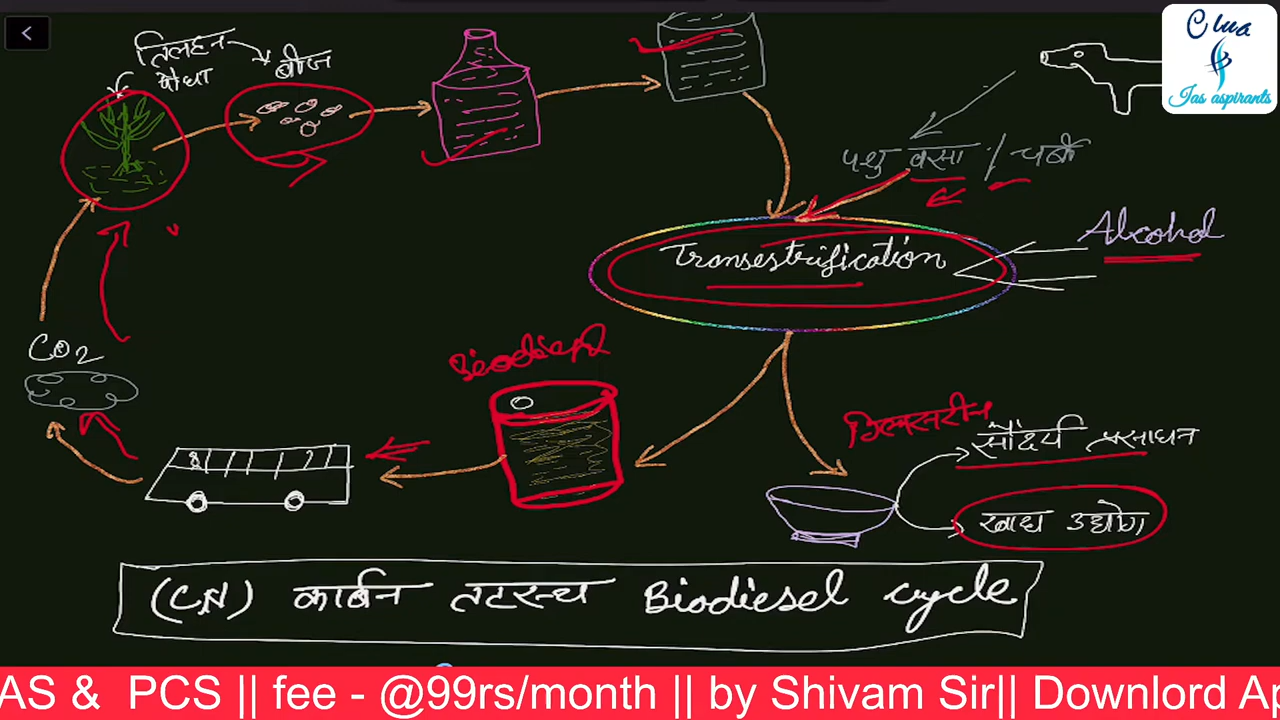 तिलहन
पौधा
बीज
Clua
Ias aspirants
पशु वसा / चर्बी
Transestrification
Alcohol
CO2
Biodiesel
ग्लिसरीन
सौंदर्य प्रसाधन
खाद्य उद्योग
(C,N) कार्बन तटस्थ Biodiesel cycle
AS & PCS || fee - @99rs/month || by Shivam Sir|| Downlord Ap